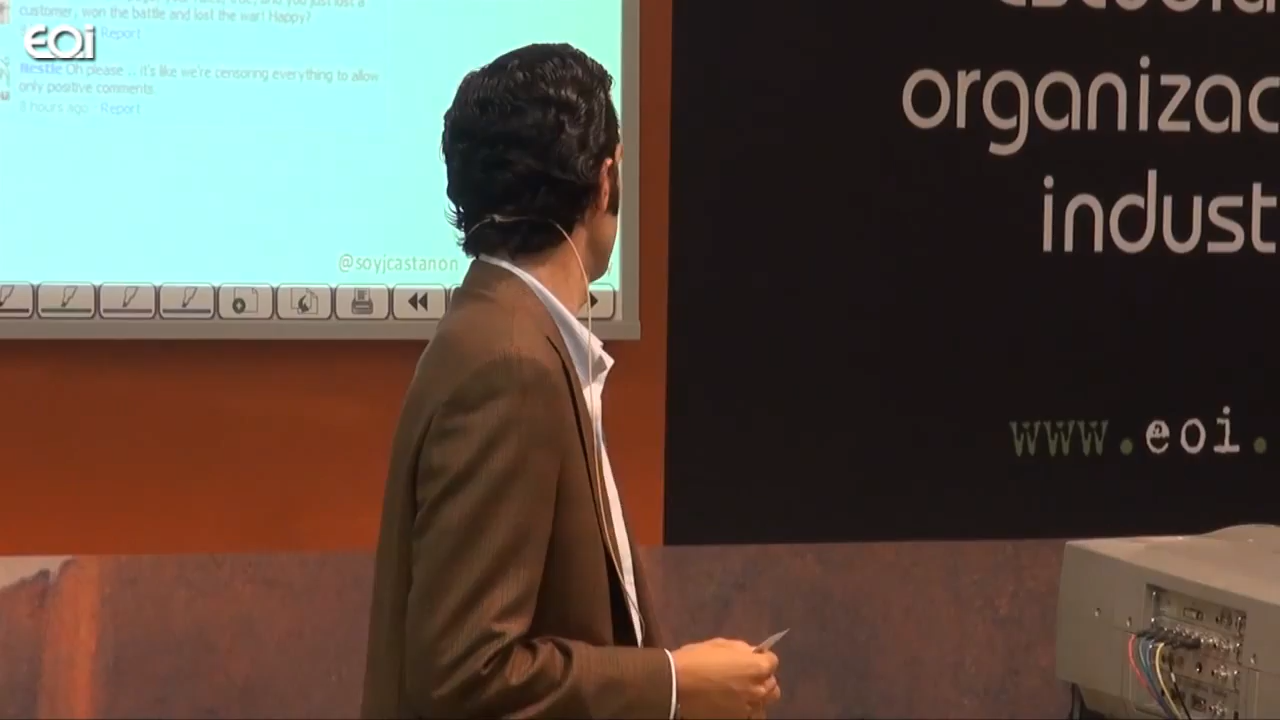 customer, won the battle and lost the war! Happy?
Report
EOi
Nestle Oh please .. it's like we're censoring everything to allow
only positive comments.
8 hours ago · Report
@soyjcastanon
organizac
indust
www.eoi.